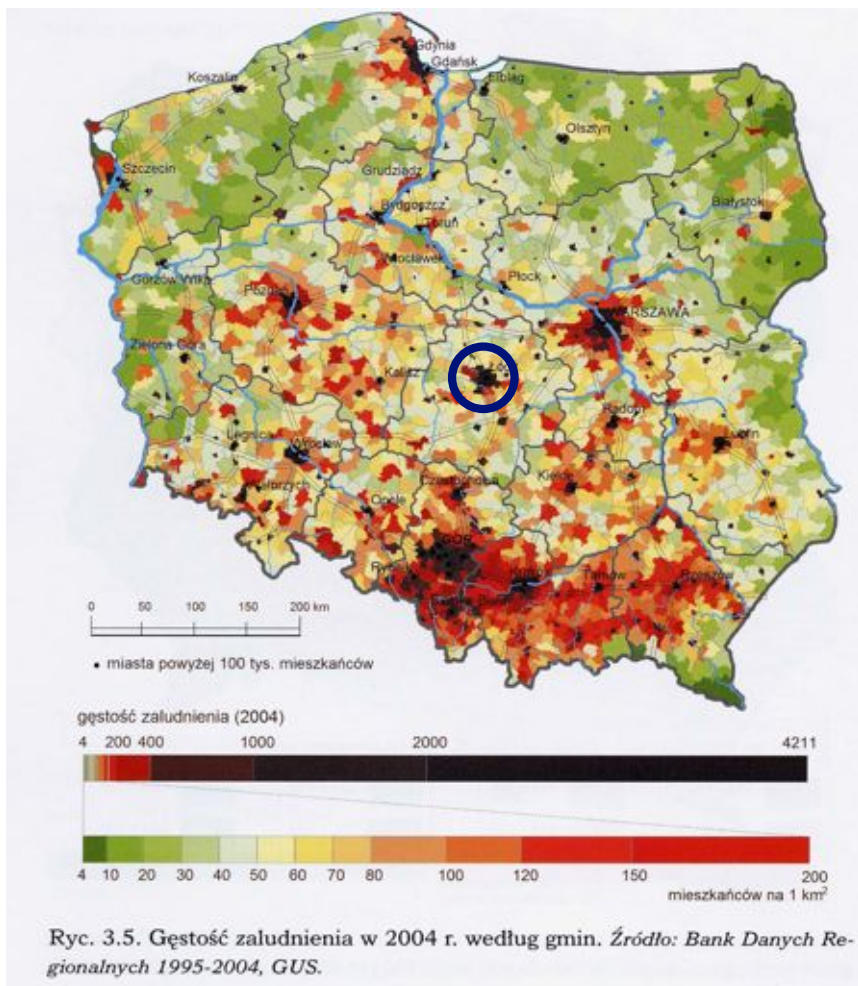 Gdynia
Gdańsk
Koszalin
Elbląg
Olsztyn
Szczecin
Grudziądz
Bydgoszcz
Toruń
Białystok
Włocławek
Gorzów Wlkp.
Płock
Poznań
WARSZAWA
Zielona Góra
Łódź
Kalisz
Radom
Legnica
Wrocław
Lublin
Wałbrzych
Częstochowa
Kielce
Opole
GOP
Kraków
Tarnów
Rzeszów
0 50 100 150 200 km
• miasta powyżej 100 tys. mieszkańców
gęstość zaludnienia (2004)
4 200 400 1000 2000 4211
4 10 20 30 40 50 60 70 80 100 120 150 200
mieszkańców na 1 km²
Ryc. 3.5. Gęstość zaludnienia w 2004 r. według gmin. Źródło: Bank Danych Re-
gionalnych 1995-2004, GUS.